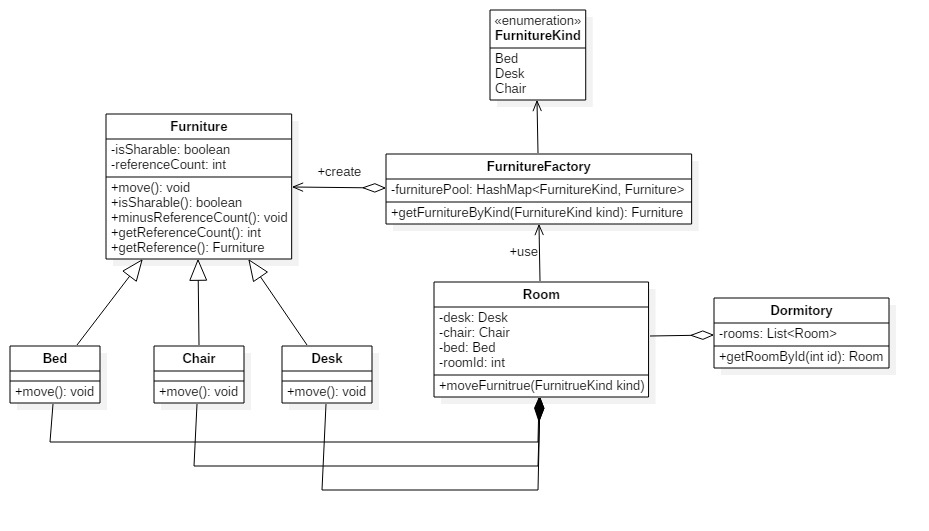 «enumeration»
FurnitureKind
Bed
Desk
Chair
Furniture
-isSharable: boolean
-referenceCount: int
+move(): void
+isSharable(): boolean
+minusReferenceCount(): void
+getReferenceCount(): int
+getReference(): Furniture
+create
FurnitureFactory
-furniturePool: HashMap<FurnitureKind, Furniture>
+getFurnitureByKind(FurnitureKind kind): Furniture
+use
Room
-desk: Desk
-chair: Chair
-bed: Bed
-roomId: int
+moveFurnitrue(FurnitrueKind kind)
Dormitory
-rooms: List<Room>
+getRoomById(int id): Room
Bed
+move(): void
Chair
+move(): void
Desk
+move(): void